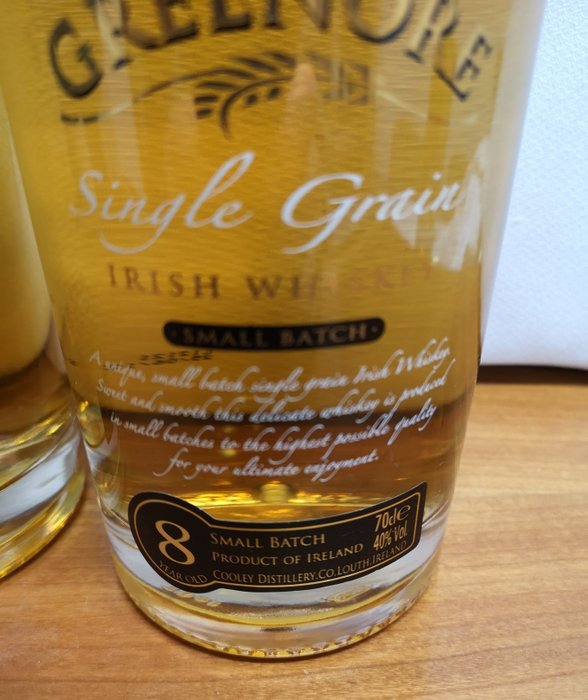 GREENORE
Single Grain
IRISH WHISKEY
·SMALL BATCH·
A unique, small batch single grain Irish Whiskey.
Sweet and smooth this delicate whiskey is produced
in small batches to the highest possible quality
for your ultimate enjoyment.
8
YEAR OLD
SMALL BATCH
PRODUCT OF IRELAND
COOLEY DISTILLERY.CO.LOUTH.IRELAND
70cl e
40% Vol